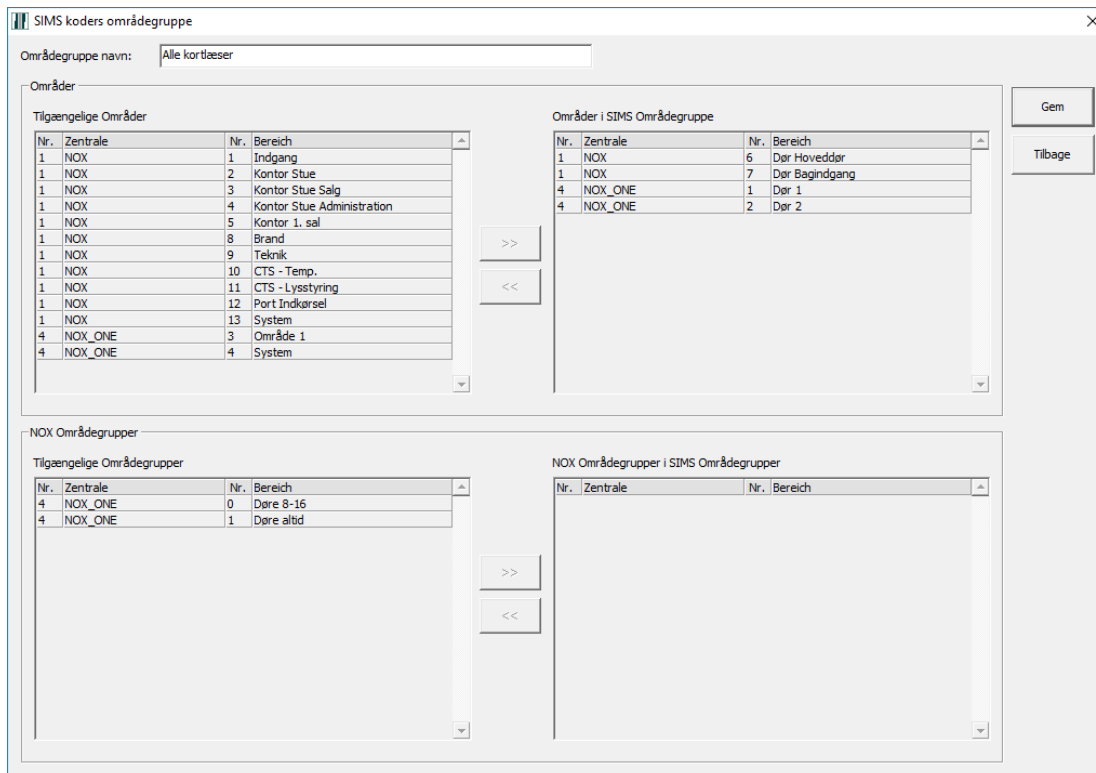 SIMS koders områdegruppe
Områdegruppe navn: Alle kortlæser
Områder
Tilgængelige Områder
Nr. Zentrale Nr. Bereich
1 NOX 1 Indgang
1 NOX 2 Kontor Stue
1 NOX 3 Kontor Stue Salg
1 NOX 4 Kontor Stue Administration
1 NOX 5 Kontor 1. sal
1 NOX 8 Brand
1 NOX 9 Teknik
1 NOX 10 CTS - Temp.
1 NOX 11 CTS - Lysstyring
1 NOX 12 Port Indkørsel
1 NOX 13 System
4 NOX_ONE 3 Område 1
4 NOX_ONE 4 System
>>
<<
Områder i SIMS Områdegruppe
Nr. Zentrale Nr. Bereich
1 NOX 6 Dør Hoveddør
1 NOX 7 Dør Bagindgang
4 NOX_ONE 1 Dør 1
4 NOX_ONE 2 Dør 2
Gem
Tilbage
NOX Områdegrupper
Tilgængelige Områdegrupper
Nr. Zentrale Nr. Bereich
4 NOX_ONE 0 Døre 8-16
4 NOX_ONE 1 Døre altid
>>
<<
NOX Områdegrupper i SIMS Områdegrupper
Nr. Zentrale Nr. Bereich